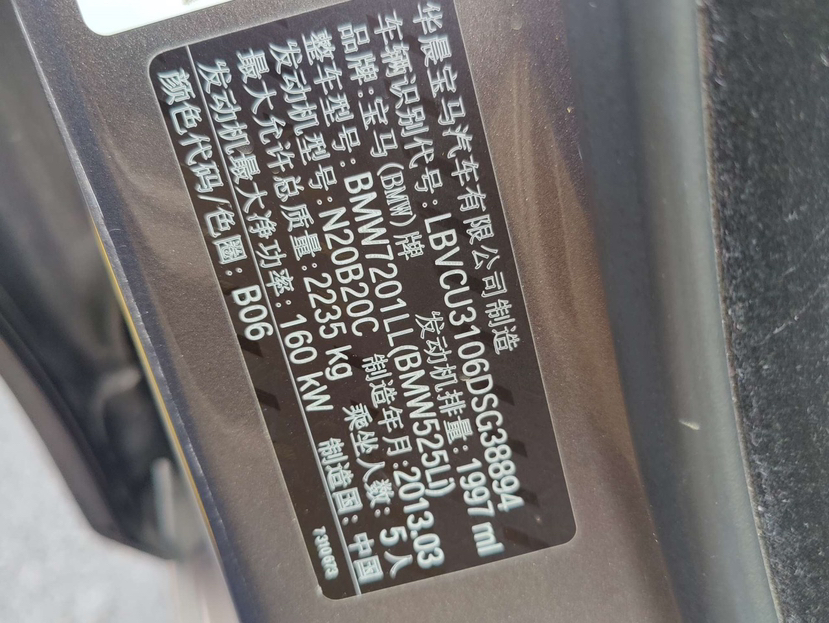 华晨宝马汽车有限公司制造
车辆识别代号: LBVCU3106DSG38894
品牌: 宝马(BMW)牌 发动机排量: 1997 ml
整车型号: BMW7201LL(BMW525Li)
发动机型号: N20B20C 制造年月: 2013.03
最大允许总质量: 2235 kg 乘坐人数: 5人
发动机最大净功率: 160 kW 制造国: 中国
颜色代码/色圈: B06 7310673